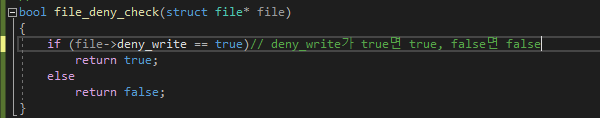 bool file_deny_check(struct file* file)
{
if (file->deny_write == true)// deny_write가 true면 true, false면 false
return true;
else
return false;
}